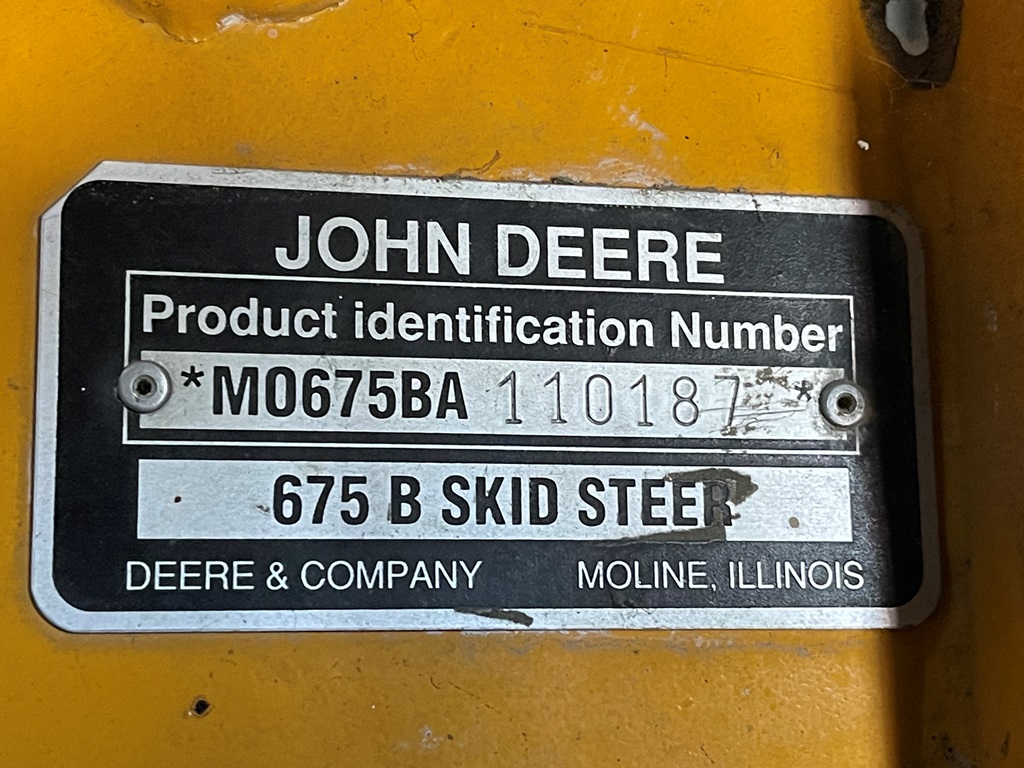 JOHN DEERE
Product identification Number
*M0675BA 110187 *
675 B SKID STEER
DEERE & COMPANY MOLINE, ILLINOIS